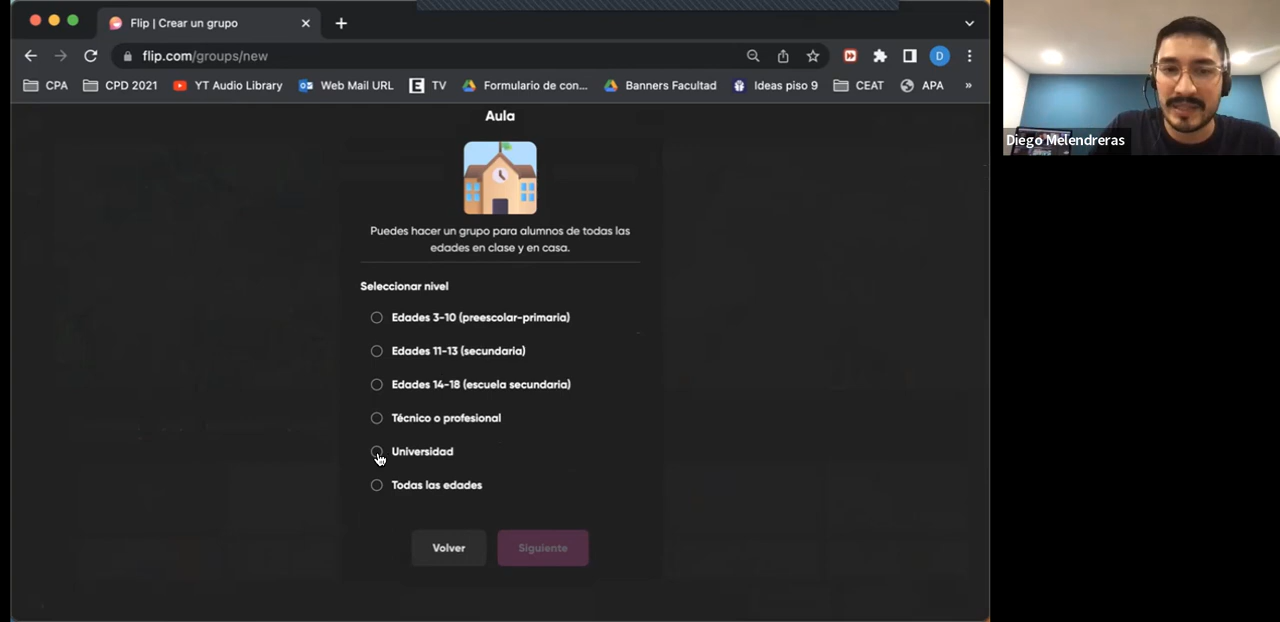 Flip | Crear un grupo
flip.com/groups/new
D
CPA
CPD 2021
YT Audio Library
Web Mail URL
E
TV
Formulario de con...
Banners Facultad
Ideas piso 9
CEAT
APA
»
Aula
Puedes hacer un grupo para alumnos de todas las
edades en clase y en casa.
Seleccionar nivel
Edades 3-10 (preescolar-primaria)
Edades 11-13 (secundaria)
Edades 14-18 (escuela secundaria)
Técnico o profesional
Universidad
Todas las edades
Volver
Siguiente
Diego Melendreras